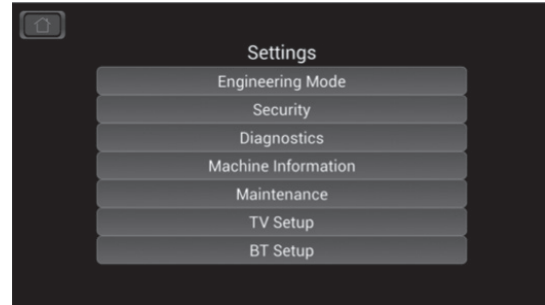 Settings
Engineering Mode
Security
Diagnostics
Machine Information
Maintenance
TV Setup
BT Setup